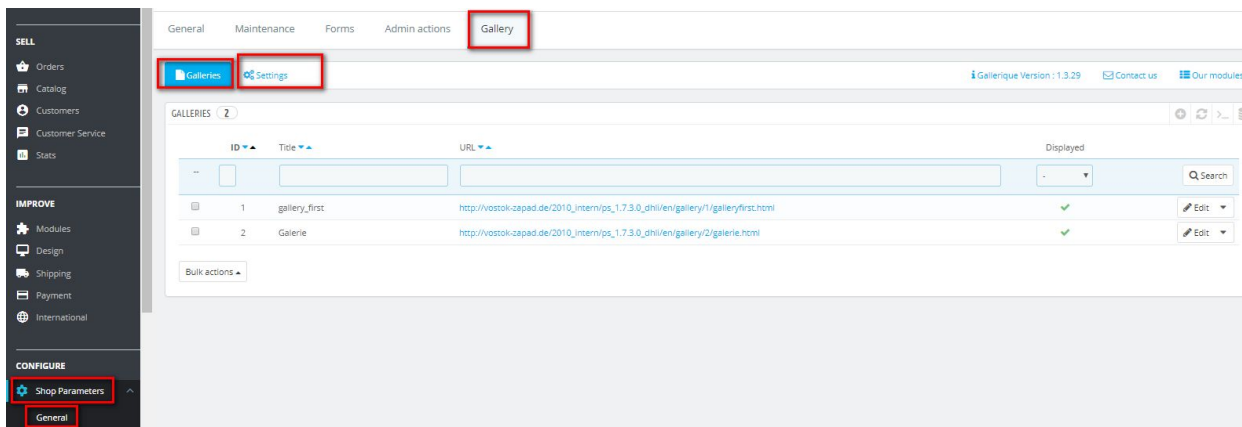 General Maintenance Forms Admin actions Gallery
SELL
Orders
Catalog
Customers
Customer Service
Stats
IMPROVE
Modules
Design
Shipping
Payment
International
CONFIGURE
Shop Parameters
General
Galleries Settings Gallerique Version : 1.3.29 Contact us Our modules
GALLERIES 2
ID Title URL Displayed
-- - Search
1 gallery_first http://vostok-zapad.de/2010_intern/ps_1.7.3.0_dhll/en/gallery/1/galleryfirst.html Edit
2 Galerie http://vostok-zapad.de/2010_intern/ps_1.7.3.0_dhll/en/gallery/2/galerie.html Edit
Bulk actions